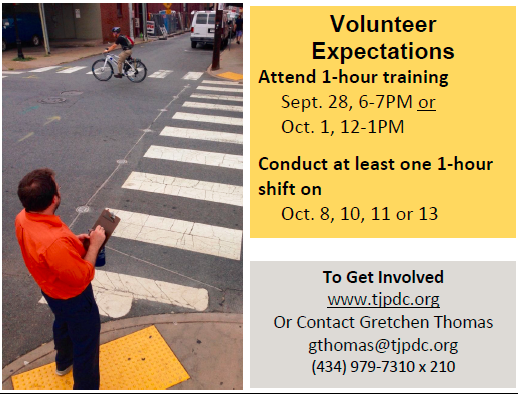 Volunteer
Expectations
Attend 1-hour training
Sept. 28, 6-7PM or
Oct. 1, 12-1PM
Conduct at least one 1-hour
shift on
Oct. 8, 10, 11 or 13
To Get Involved
www.tjpdc.org
Or Contact Gretchen Thomas
gthomas@tjpdc.org
(434) 979-7310 x 210